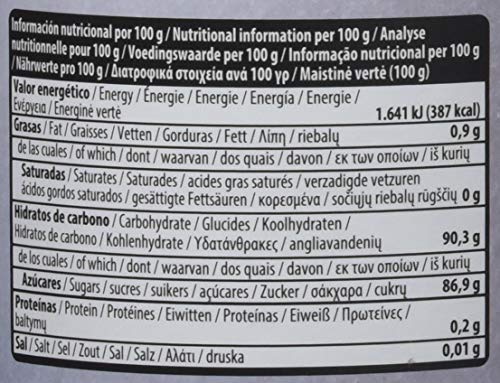 Información nutricional por 100 g / Nutritional information per 100 g / Analyse
nutritionnelle pour 100 g / Voedingswaarde per 100 g / Informação nutricional per 100 g
/ Nährwerte pro 100 g / Διατροφικά στοιχεία ανά 100 γρ / Maistinė vertė (100 g)
Valor energético / Energy / Énergie / Energie / Energía / Energie /
Ενέργεια / Energinė vertė 1.641 kJ (387 kcal)
Grasas / Fat / Graisses / Vetten / Gorduras / Fett / Λίπη / riebalų 0,9 g
de las cuales / of which / dont / waarvan / dos quais / davon / εκ των οποίων / iš kurių
Saturadas / Saturates / Saturades / acides gras saturés / verzadigde vetzuren
ácidos gordos saturados / gesättigte Fettsäuren / κορεσμένα / sočiųjų riebalų rūgščių 0 g
Hidratos de carbono / Carbohydrate / Glucides / Koolhydraten /
Hidratos de carbono / Kohlenhydrate / Υδατάνθρακες / angliavandenių 90,3 g
de los cuales / of which / dont / waarvan / dos quais / davon / εκ των οποίων / iš kurių
Azúcares / Sugars / sucres / suikers / açúcares / Zucker / σάκχαρα / cukrų 86,9 g
Proteínas / Protein / Protéines / Eiwitten / Proteínas / Eiweiß / Πρωτείνες /
baltymų 0,2 g
Sal / Salt / Sel / Zout / Sal / Salz / Αλάτι / druska 0,01 g